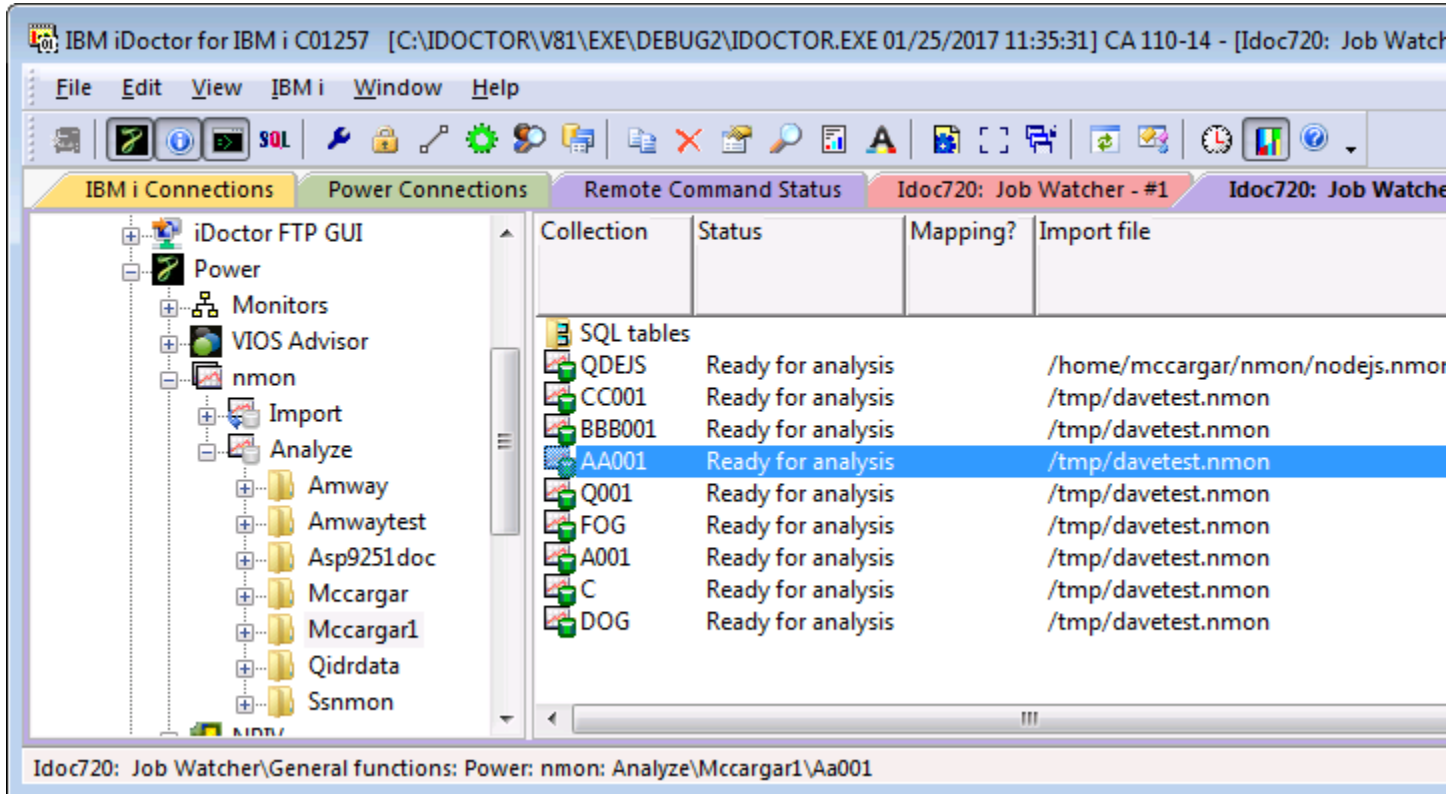 IBM iDoctor for IBM i C01257 [C:\IDOCTOR\V81\EXE\DEBUG2\IDOCTOR.EXE 01/25/2017 11:35:31] CA 110-14 - [Idoc720: Job Watch
File Edit View IBM i Window Help
SQL
IBM i Connections Power Connections Remote Command Status Idoc720: Job Watcher - #1 Idoc720: Job Watche
iDoctor FTP GUI
Power
Monitors
VIOS Advisor
nmon
Import
Analyze
Amway
Amwaytest
Asp9251doc
Mccargar
Mccargar1
Qidrdata
Ssnmon
NPIV
Collection Status Mapping? Import file
SQL tables
QDEJS Ready for analysis /home/mccargar/nmon/nodejs.nmon
CC001 Ready for analysis /tmp/davetest.nmon
BBB001 Ready for analysis /tmp/davetest.nmon
AA001 Ready for analysis /tmp/davetest.nmon
Q001 Ready for analysis /tmp/davetest.nmon
FOG Ready for analysis /tmp/davetest.nmon
A001 Ready for analysis /tmp/davetest.nmon
C Ready for analysis /tmp/davetest.nmon
DOG Ready for analysis /tmp/davetest.nmon
Idoc720: Job Watcher\General functions: Power: nmon: Analyze\Mccargar1\Aa001